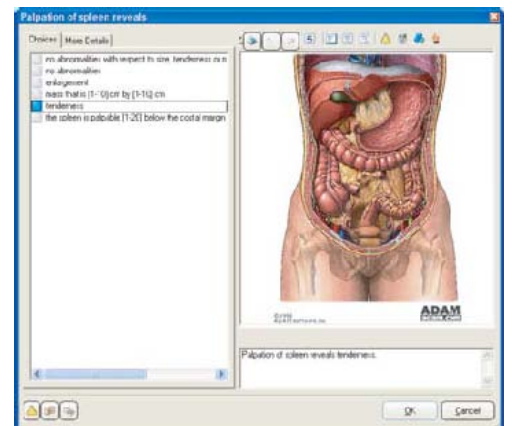 Palpation of spleen reveals
Choices
More Details
no abnormalities with respect to size, tenderness or n
no abnormalities
enlargement
mass that is [1-10] cm by [1-10] cm
tenderness
the spleen is palpable [1-20] below the costal margin
ADAM
Palpation of spleen reveals tenderness.
OK
Cancel